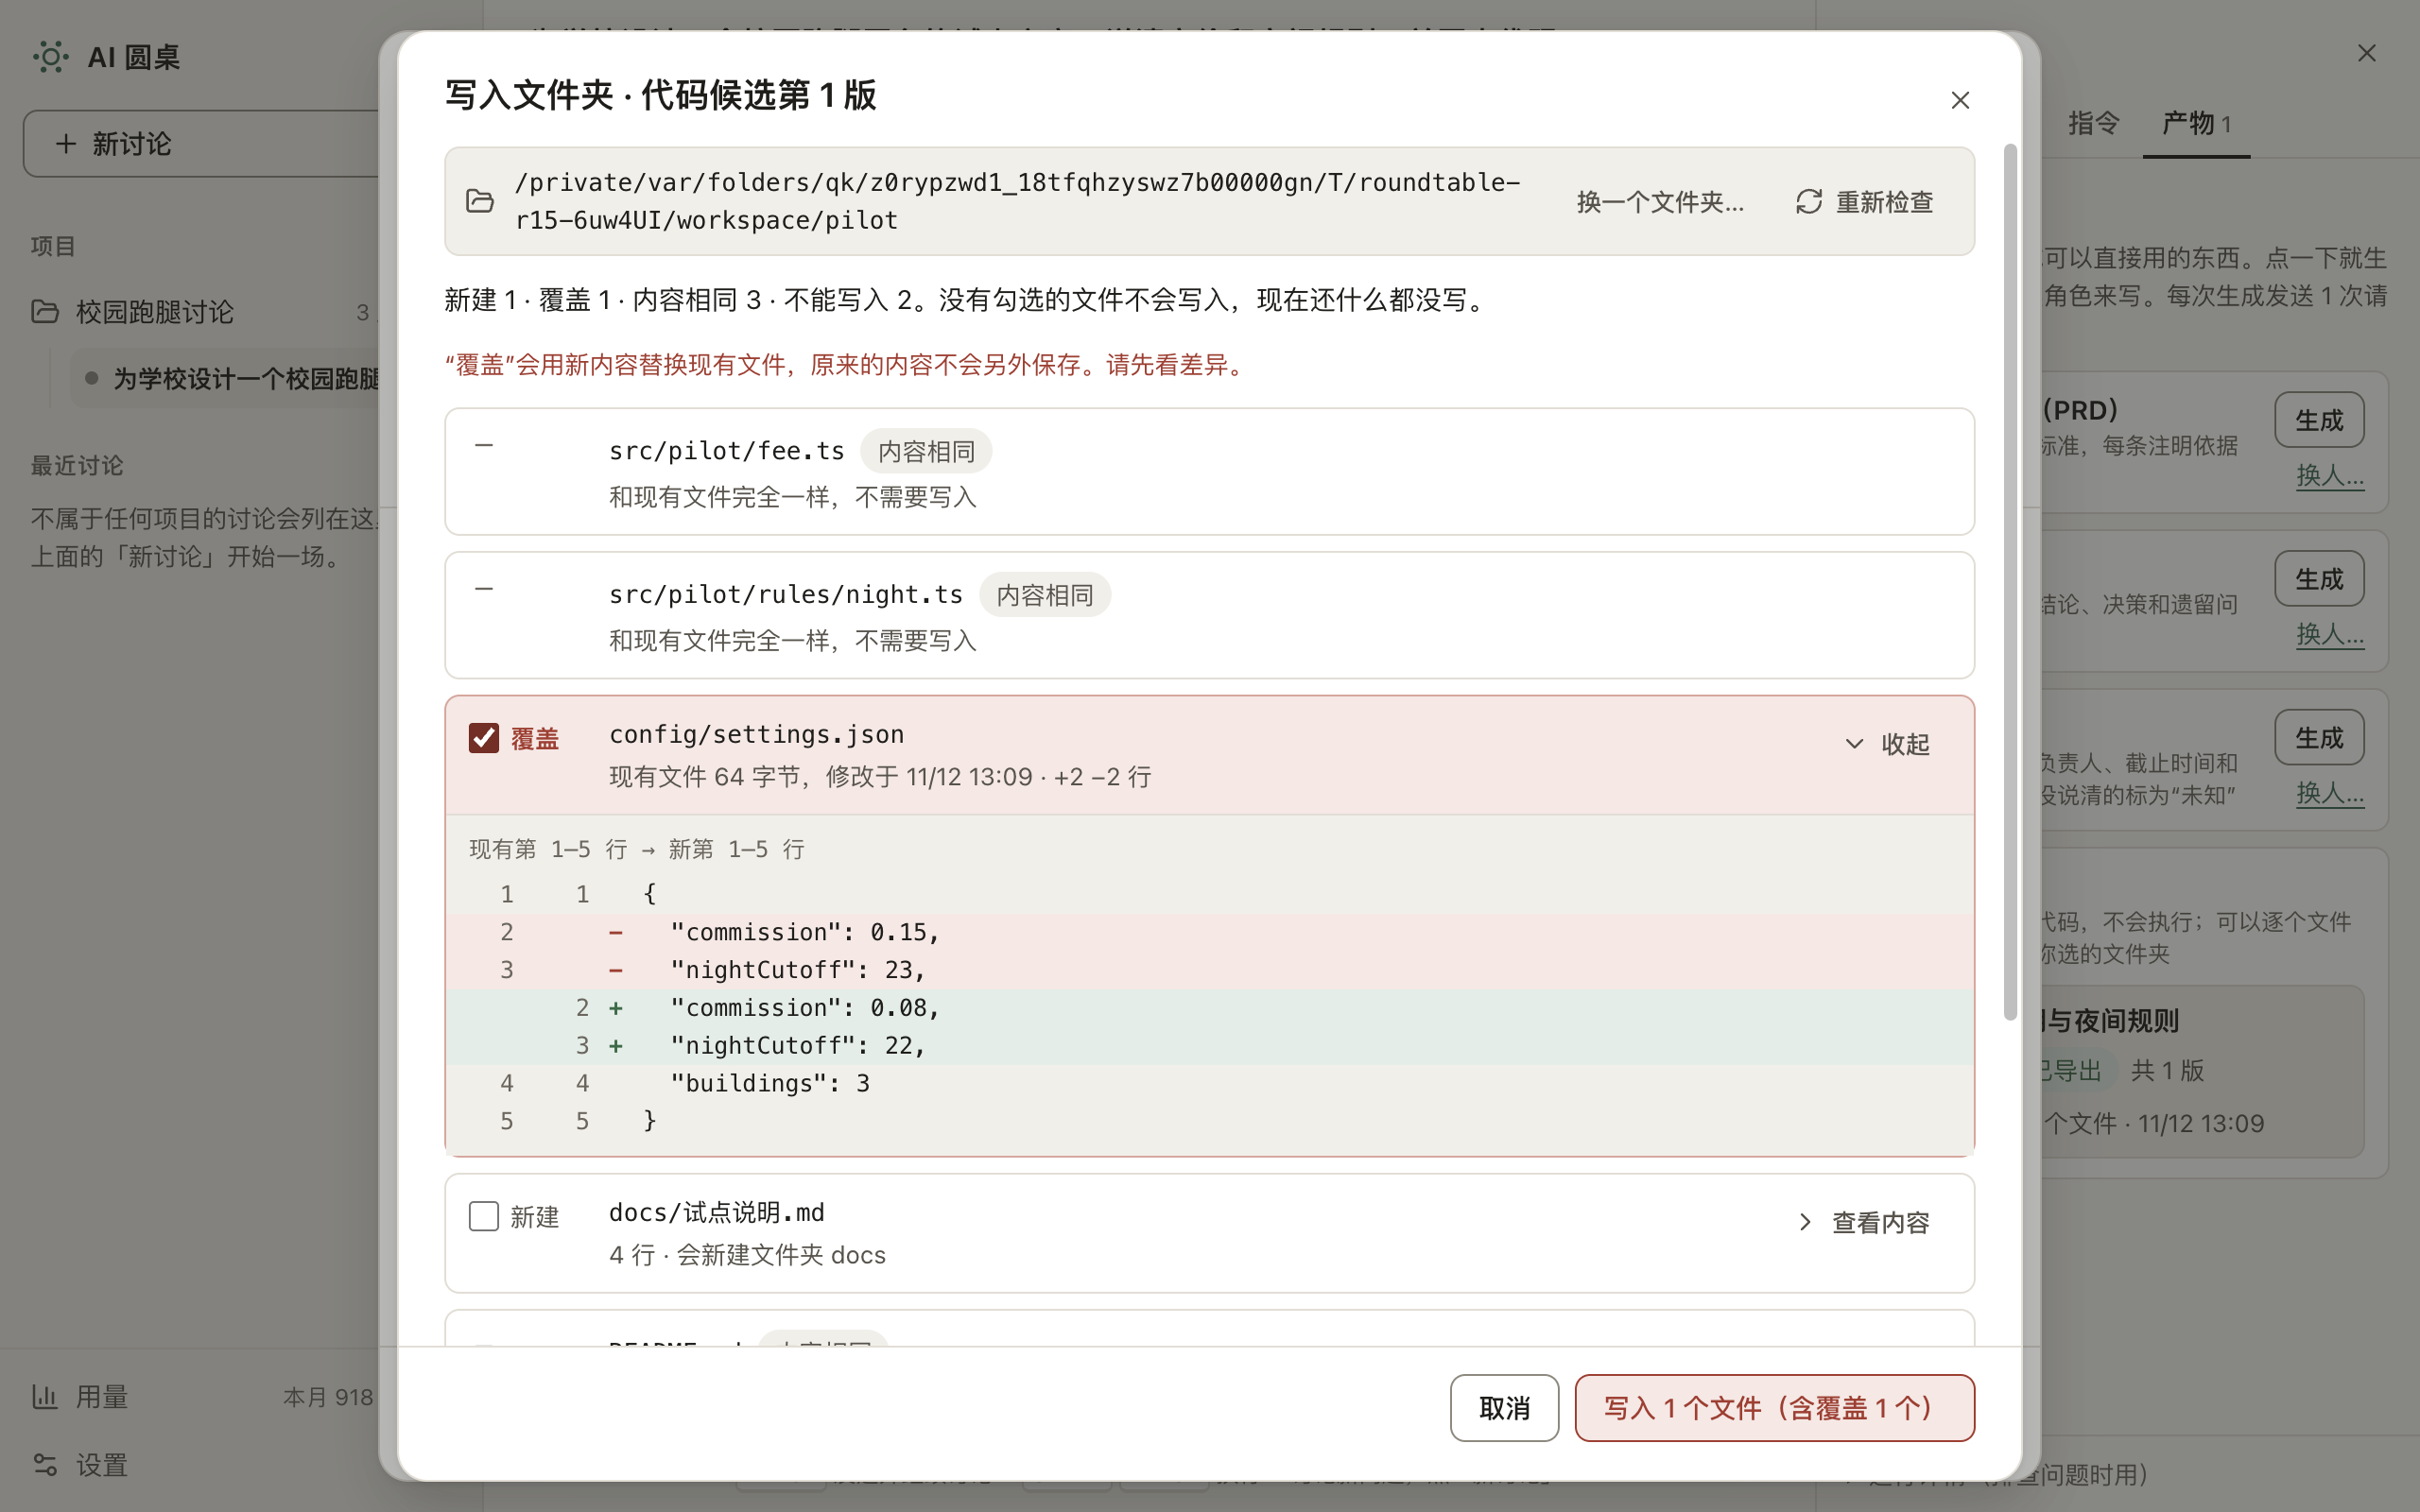 AI 圆桌
新讨论
项目
校园跑腿讨论 3
为学校设计一个校园跑腿
最近讨论
不属于任何项目的讨论会列在这
上面的「新讨论」开始一场。
用量 本月 918
设置
写入文件夹 · 代码候选第 1 版
/private/var/folders/qk/z0rypzwd1_18tfqhzyswz7b00000gn/T/roundtable-
r15-6uw4UI/workspace/pilot
换一个文件夹...
重新检查
新建 1 · 覆盖 1 · 内容相同 3 · 不能写入 2。没有勾选的文件不会写入，现在还什么都没写。
“覆盖”会用新内容替换现有文件，原来的内容不会另外保存。请先看差异。
src/pilot/fee.ts 内容相同
和现有文件完全一样，不需要写入
src/pilot/rules/night.ts 内容相同
和现有文件完全一样，不需要写入
覆盖 config/settings.json
收起
现有文件 64 字节，修改于 11/12 13:09 · +2 −2 行
现有第 1–5 行 → 新第 1–5 行
1 1 {
2 − "commission": 0.15,
3 − "nightCutoff": 23,
2 + "commission": 0.08,
3 + "nightCutoff": 22,
4 4 "buildings": 3
5 5 }
新建 docs/试点说明.md
查看内容
4 行 · 会新建文件夹 docs
取消
写入 1 个文件（含覆盖 1 个）
指令
产物 1
可以直接用的东西。点一下就生
角色来写。每次生成发送 1 次请
(PRD)
生成
标准，每条注明依据
换人...
生成
结论、决策和遗留问
换人...
生成
负责人、截止时间和
没说清的标为“未知”
换人...
代码，不会执行；可以逐个文件
你选的文件夹
与夜间规则
已导出 共 1 版
个文件 · 11/12 13:09
问题时用）